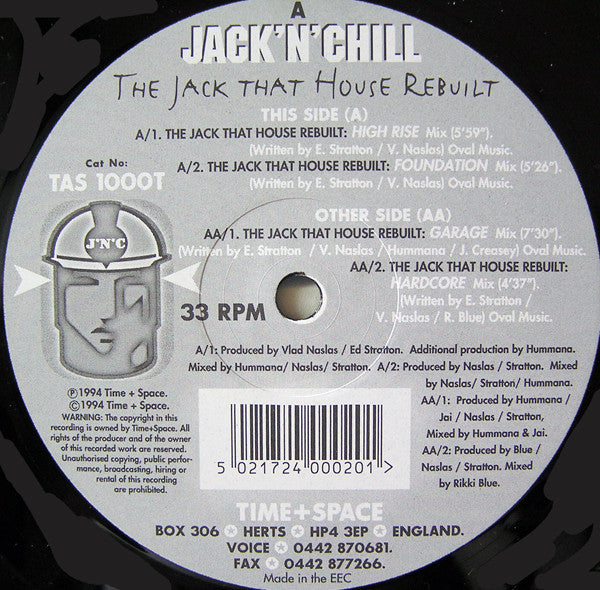 A
JACK'N'CHILL
THE JACK THAT HOUSE REBUILT
THIS SIDE (A)
A/1. THE JACK THAT HOUSE REBUILT: HIGH RISE Mix (5'59").
(Written by E. Stratton / V. Naslas) Oval Music.
A/2. THE JACK THAT HOUSE REBUILT: FOUNDATION Mix (5'26").
(Written by E. Stratton / V. Naslas) Oval Music.
Cat No:
TAS 1000T
OTHER SIDE (AA)
AA/1. THE JACK THAT HOUSE REBUILT: GARAGE Mix (7'30").
(Written by E. Stratton / V. Naslas / Hummana / J. Creasey) Oval Music.
AA/2. THE JACK THAT HOUSE REBUILT:
HARDCORE Mix (4'37").
(Written by E. Stratton /
V. Naslas / R. Blue) Oval Music.
J'N'C
33 RPM
A/1: Produced by Vlad Naslas / Ed Stratton. Additional production by Hummana.
Mixed by Hummana/ Naslas/ Stratton. A/2: Produced by Naslas / Stratton. Mixed
by Naslas/ Stratton/ Hummana.
AA/1: Produced by Hummana /
Jai / Naslas / Stratton,
Mixed by Hummana & Jai.
AA/2: Produced by Blue /
Naslas / Stratton. Mixed
by Rikki Blue.
℗ 1994 Time + Space.
© 1994 Time + Space.
WARNING: The copyright in this
recording is owned by Time+Space. All
rights of the producer and of the owner
of this recorded work are reserved.
Unauthorised copying, public perfor-
mance, broadcasting, hiring or
rental of this recording
are prohibited.
5 021724 000201 >
TIME+SPACE
BOX 306 ✪ HERTS ✪ HP4 3EP ✪ ENGLAND.
VOICE ✪ 0442 870681.
FAX ✪ 0442 877266.
Made in the EEC